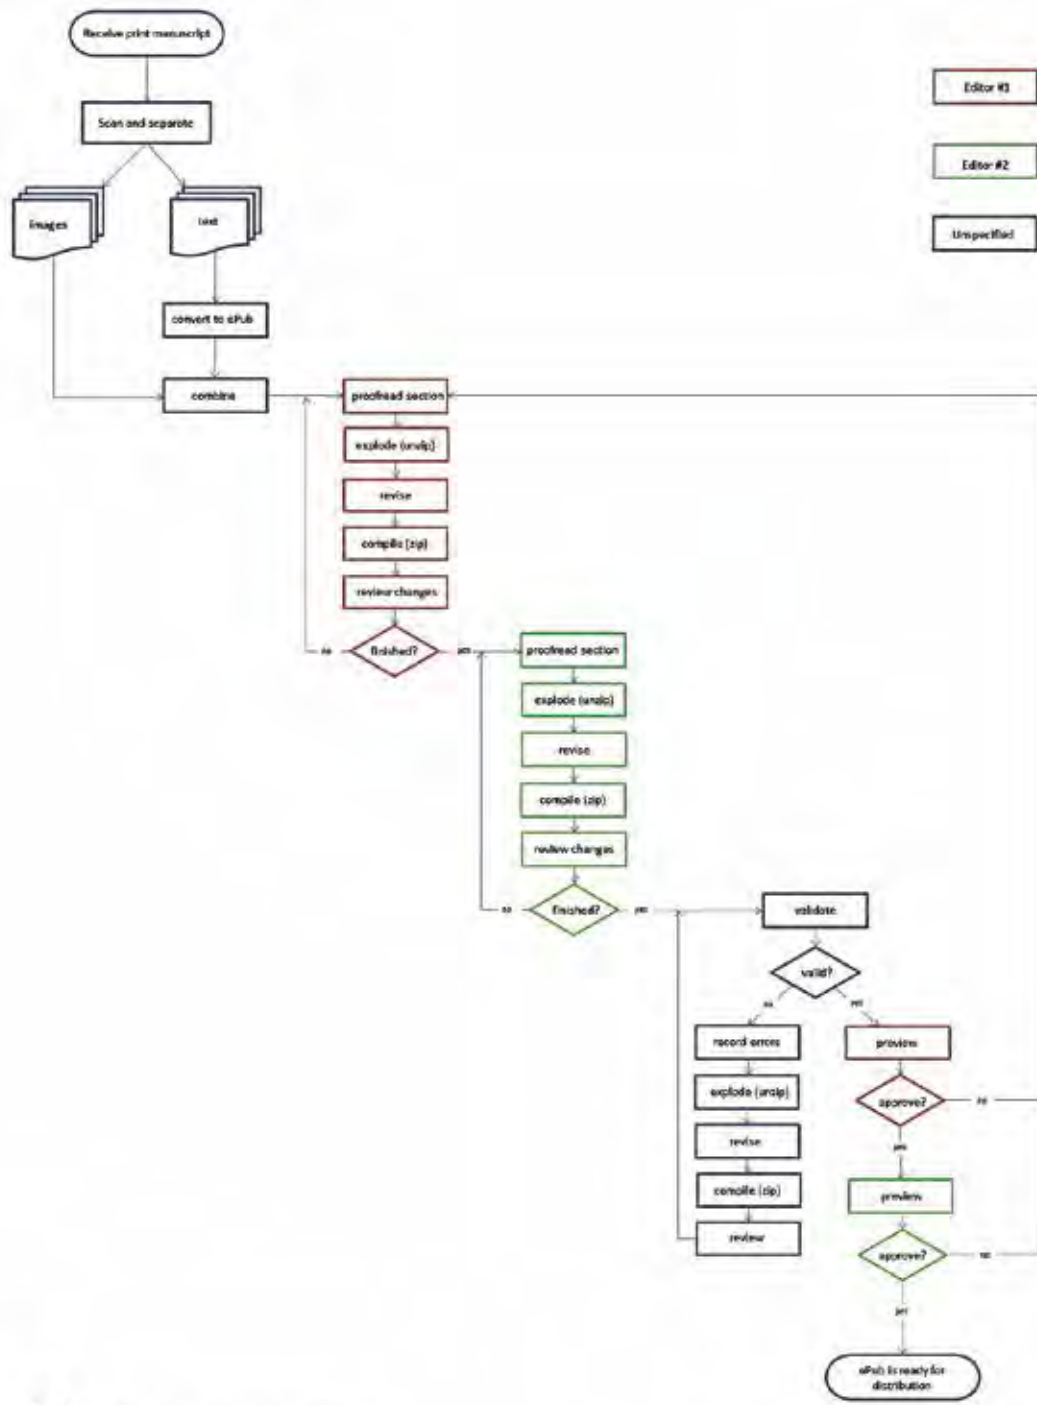 Receive print manuscript
Scan and separate
Editor #1
Editor #2
Unspecified
images
text
convert to ePub
combine
proofread section
explode (unzip)
revise
compile (zip)
review changes
finished?
no
yes
proofread section
explode (unzip)
revise
compile (zip)
review changes
finished?
no
yes
validate
valid?
no
yes
record errors
explode (unzip)
revise
compile (zip)
review
preview
approve?
no
yes
preview
approve?
no
yes
ePub is ready for
distribution